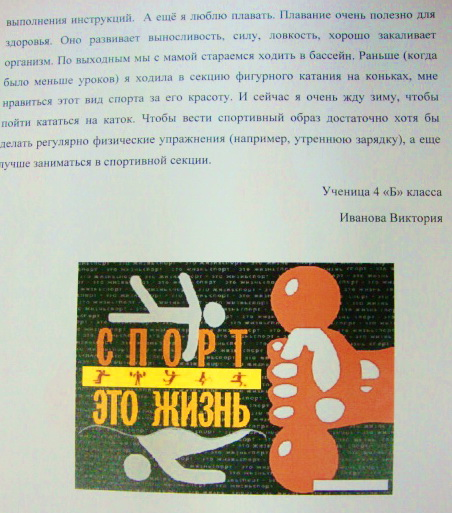 выполнения инструкций. А ещё я люблю плавать. Плавание очень полезно для
здоровья. Оно развивает выносливость, силу, ловкость, хорошо закаливает
организм. По выходным мы с мамой стараемся ходить в бассейн. Раньше (когда
было меньше уроков) я ходила в секцию фигурного катания на коньках, мне
нравиться этот вид спорта за его красоту. И сейчас я очень жду зиму, чтобы
пойти кататься на каток. Чтобы вести спортивный образ достаточно хотя бы
делать регулярно физические упражнения (например, утреннюю зарядку), а еще
лучше заниматься в спортивной секции.
Ученица 4 «Б» класса
Иванова Виктория
СПОРТ
ЭТО ЖИЗНЬ